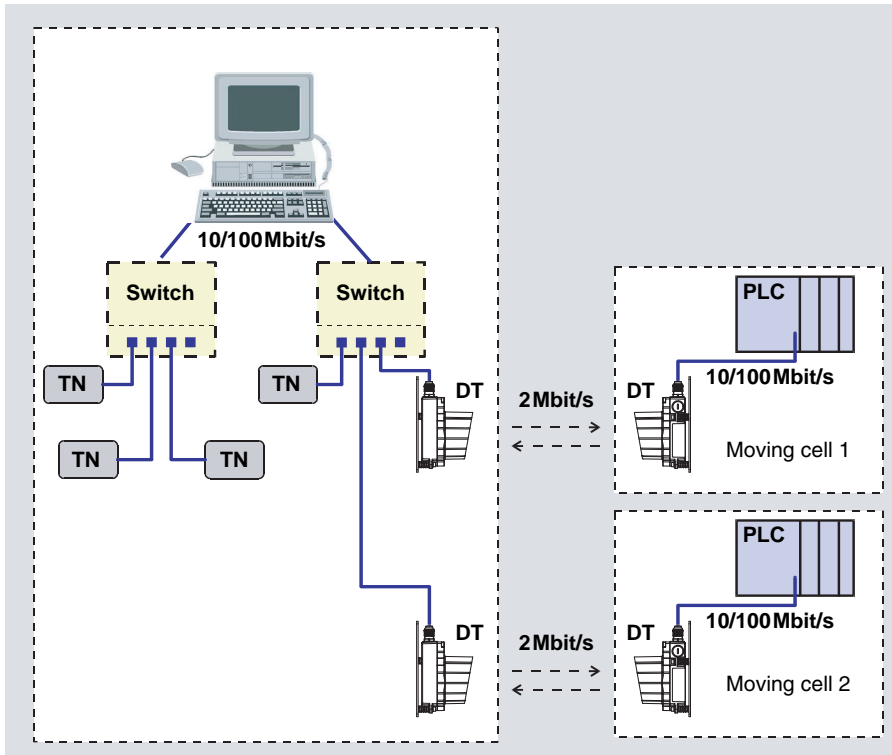 10/100Mbit/s
Switch
Switch
TN
TN
TN
TN
DT
2Mbit/s
DT
PLC
10/100Mbit/s
Moving cell 1
DT
2Mbit/s
DT
PLC
10/100Mbit/s
Moving cell 2